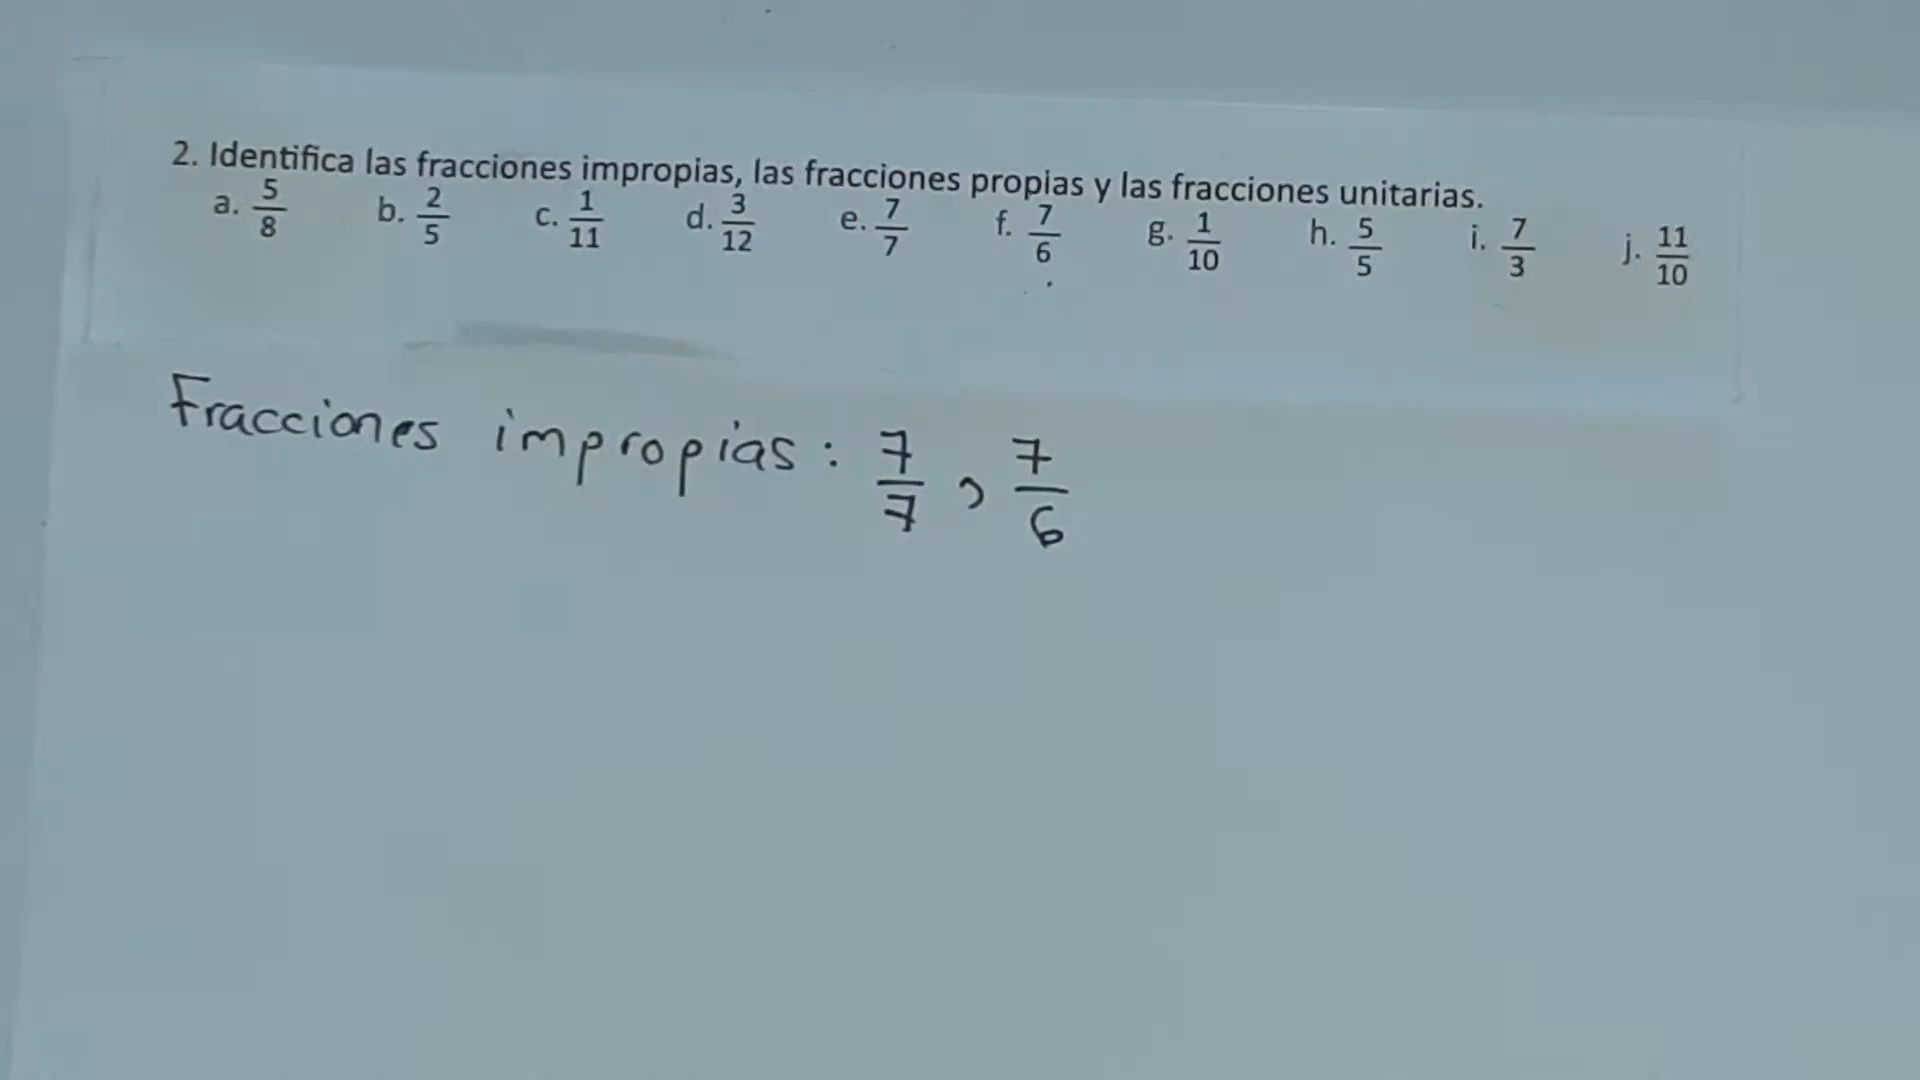 2. Identifica las fracciones impropias, las fracciones propias y las fracciones unitarias.
a. 5/8 b. 2/5 c. 1/11 d. 3/12 e. 7/7 f. 7/6 g. 1/10 h. 5/5 i. 7/3 j. 11/10
Fracciones impropias: 7/7, 7/6